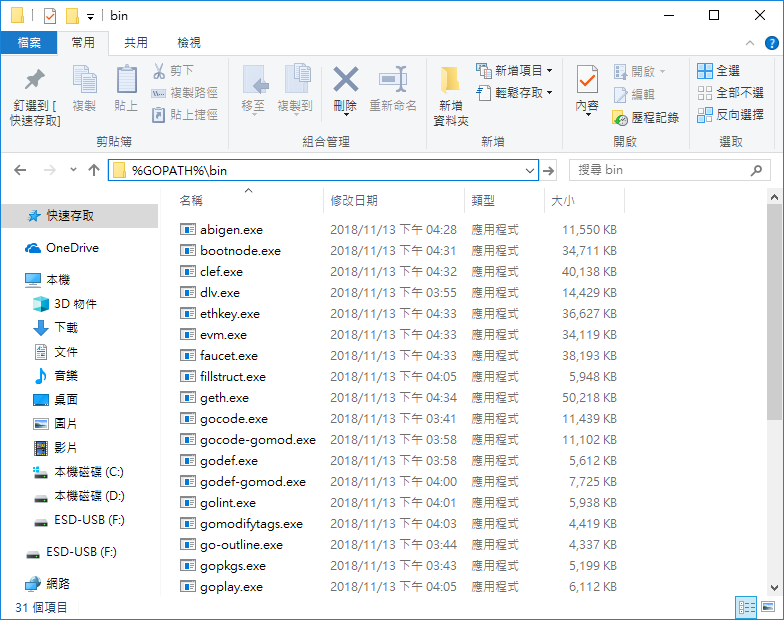 bin
檔案 常用 共用 檢視
釘選到 [快速存取]
複製
貼上
剪下
複製路徑
貼上捷徑
剪貼簿
移至
複製到
刪除
重新命名
組合管理
新增資料夾
新增項目
輕鬆存取
新增
內容
開啟
編輯
歷程記錄
開啟
全選
全部不選
反向選擇
選取
%GOPATH%\bin
搜尋 bin
快速存取
OneDrive
本機
3D 物件
下載
文件
音樂
桌面
圖片
影片
本機磁碟 (C:)
本機磁碟 (D:)
ESD-USB (F:)
ESD-USB (F:)
網路
名稱 修改日期 類型 大小
abigen.exe 2018/11/13 下午 04:28 應用程式 11,550 KB
bootnode.exe 2018/11/13 下午 04:31 應用程式 34,711 KB
clef.exe 2018/11/13 下午 04:32 應用程式 40,138 KB
dlv.exe 2018/11/13 下午 03:55 應用程式 14,429 KB
ethkey.exe 2018/11/13 下午 04:33 應用程式 36,627 KB
evm.exe 2018/11/13 下午 04:33 應用程式 34,119 KB
faucet.exe 2018/11/13 下午 04:33 應用程式 38,193 KB
fillstruct.exe 2018/11/13 下午 04:05 應用程式 5,948 KB
geth.exe 2018/11/13 下午 04:34 應用程式 50,218 KB
gocode.exe 2018/11/13 下午 03:41 應用程式 11,439 KB
gocode-gomod.exe 2018/11/13 下午 03:58 應用程式 11,102 KB
godef.exe 2018/11/13 下午 03:58 應用程式 5,612 KB
godef-gomod.exe 2018/11/13 下午 04:00 應用程式 7,725 KB
golint.exe 2018/11/13 下午 04:01 應用程式 5,938 KB
gomodifytags.exe 2018/11/13 下午 04:03 應用程式 4,419 KB
go-outline.exe 2018/11/13 下午 03:44 應用程式 4,337 KB
gopkgs.exe 2018/11/13 下午 03:43 應用程式 5,199 KB
goplay.exe 2018/11/13 下午 04:05 應用程式 6,112 KB
31 個項目